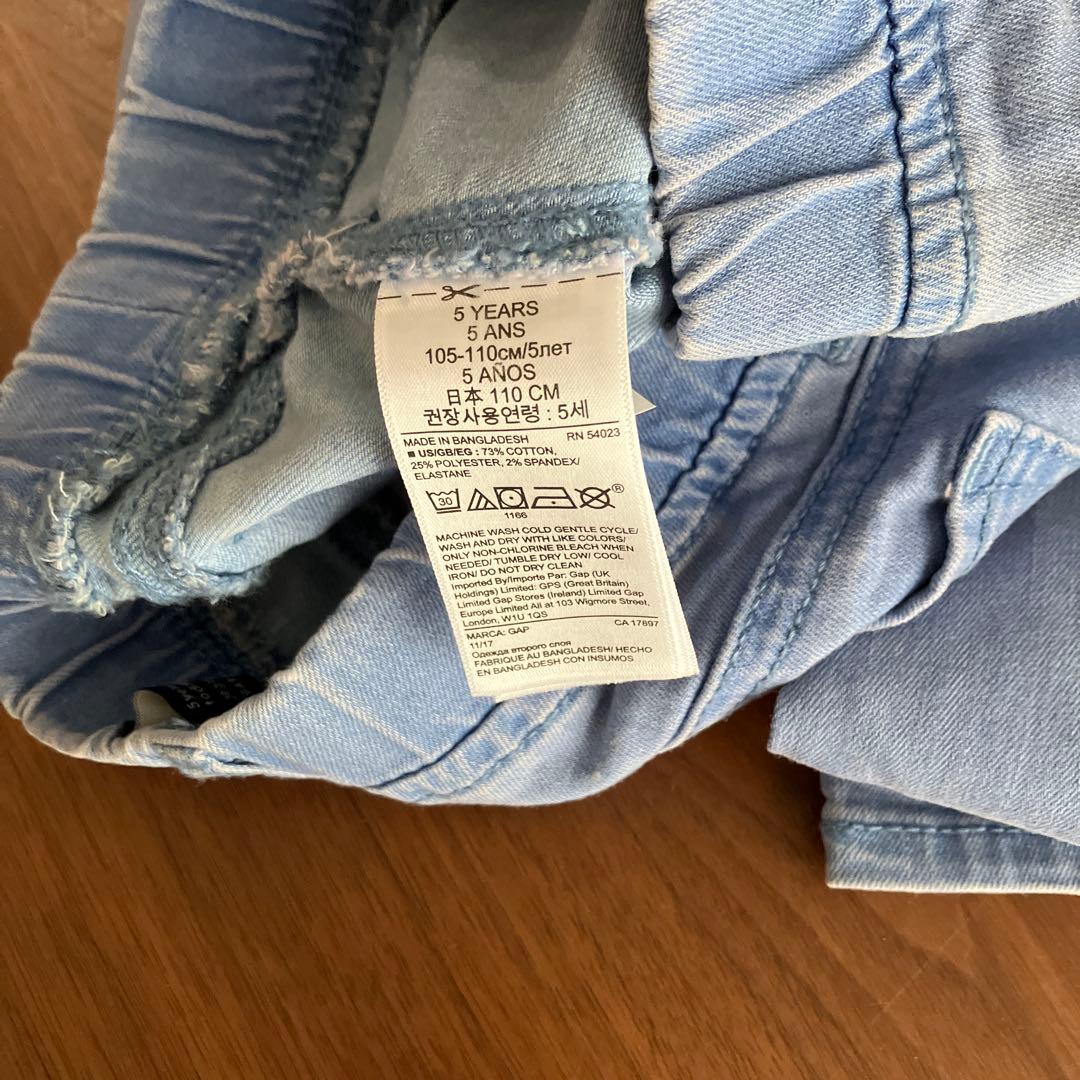 5 YEARS
5 ANS
105-110см/5лет
5 AÑOS
日本 110 CM
권장사용연령 : 5세
MADE IN BANGLADESH RN 54023
■ US/GB/EG : 73% COTTON,
25% POLYESTER, 2% SPANDEX/
ELASTANE
30
®
1166
MACHINE WASH COLD GENTLE CYCLE/
WASH AND DRY WITH LIKE COLORS/
ONLY NON-CHLORINE BLEACH WHEN
NEEDED/ TUMBLE DRY LOW/ COOL
IRON/ DO NOT DRY CLEAN
Imported By/Importe Par: Gap (UK
Holdings) Limited: GPS (Great Britain)
Limited Gap Stores (Ireland) Limited Gap
Europe Limited All at 103 Wigmore Street,
London, W1U 1QS
MARCA: GAP CA 17897
11/17
Одежда второго слоя
FABRIQUE AU BANGLADESH/ HECHO
EN BANGLADESH CON INSUMOS